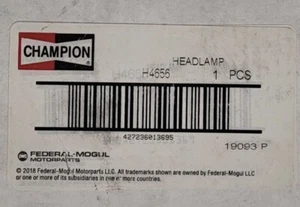 CHAMPION
HEADLAMP
H4656 H4656 1 PCS
427236013695
19093 P
FEDERAL-MOGUL
MOTORPARTS
© 2018 Federal-Mogul Motorparts LLC. All trademarks shown are owned by Federal-Mogul LLC
or one or more of its subsidiaries in one or more countries.